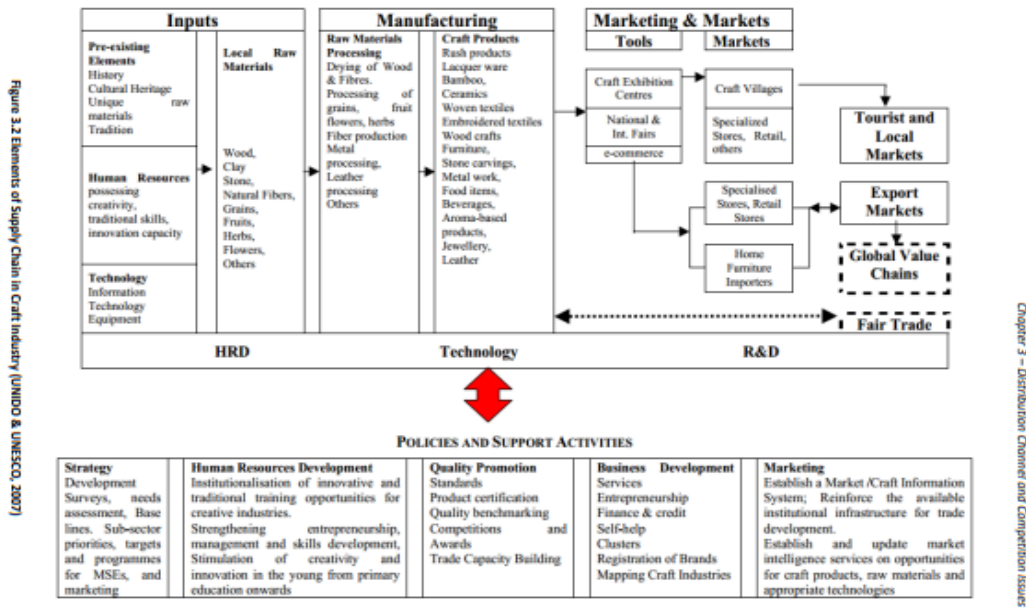 Inputs
Pre-existing
Elements
History
Cultural Heritage
Unique raw
materials
Tradition
Human Resources
possessing
creativity,
traditional skills,
innovation capacity
Technology
Information
Technology
Equipment
Local Raw
Materials
Wood,
Clay
Stone,
Natural Fibers,
Grains,
Fruits,
Herbs,
Flowers,
Others
Manufacturing
Raw Materials
Processing
Drying of Wood
& Fibres.
Processing of
grains, fruit
flowers, herbs
Fiber production
Metal
processing,
Leather
processing
Others
Craft Products
Rush products
Lacquer ware
Bamboo,
Ceramics
Woven textiles
Embroidered textiles
Wood crafts
Furniture,
Stone carvings,
Metal work,
Food items,
Beverages,
Aroma-based
products,
Jewellery,
Leather
Marketing & Markets
Tools
Markets
Craft Exhibition
Centres
National &
Int. Fairs
e-commerce
Craft Villages
Specialized
Stores, Retail,
others
Specialised
Stores, Retail
Stores
Home
Furniture
Importers
Tourist and
Local
Markets
Export
Markets
Global Value
Chains
Fair Trade
HRD
Technology
R&D
POLICIES AND SUPPORT ACTIVITIES
Strategy
Development
Surveys, needs
assessment, Base
lines. Sub-sector
priorities, targets
and programmes
for MSEs, and
marketing
Human Resources Development
Institutionalisation of innovative and
traditional training opportunities for
creative industries.
Strengthening entrepreneurship,
management and skills development,
Stimulation of creativity and
innovation in the young from primary
education onwards
Quality Promotion
Standards
Product certification
Quality benchmarking
Competitions and
Awards
Trade Capacity Building
Business Development
Services
Entrepreneurship
Finance & credit
Self-help
Clusters
Registration of Brands
Mapping Craft Industries
Marketing
Establish a Market /Craft Information
System; Reinforce the available
institutional infrastructure for trade
development.
Establish and update market
intelligence services on opportunities
for craft products, raw materials and
appropriate technologies
Figure 3.2 Elements of Supply Chain in Craft Industry (UNIDO & UNESCO, 2007)
Chapter 3 – Distribution Channel and Competition Issues